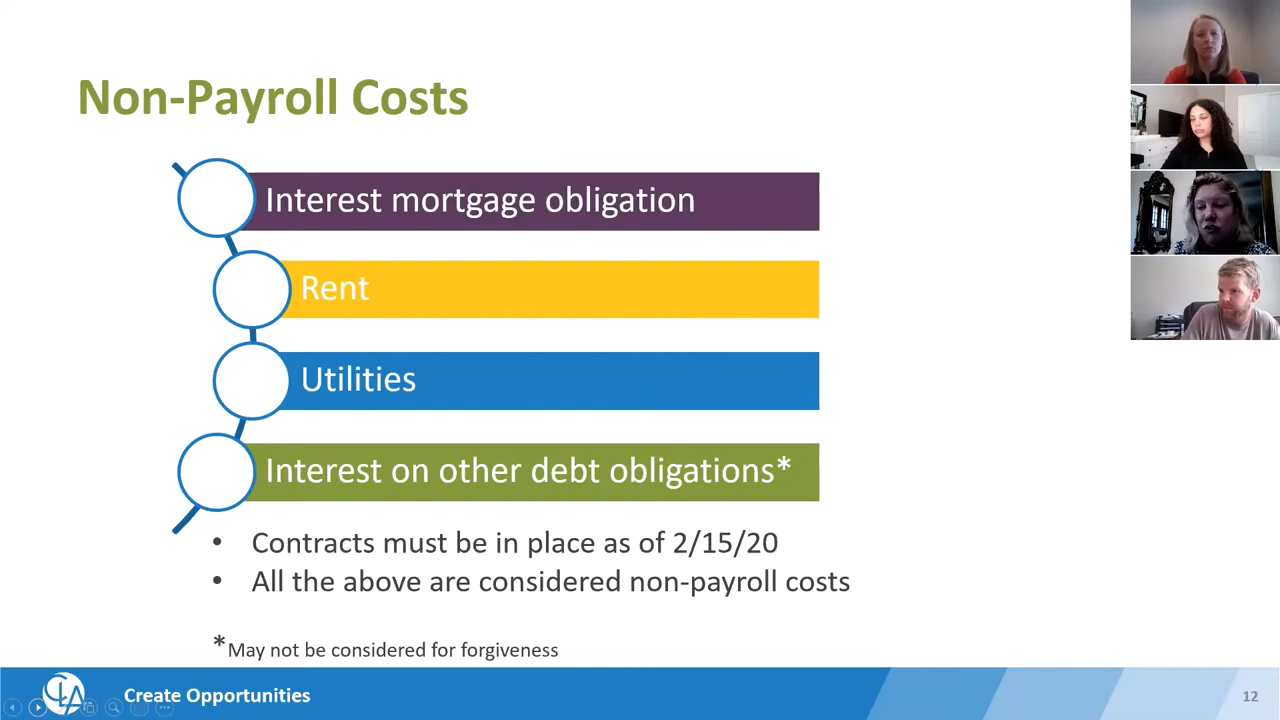 Non-Payroll Costs
Interest mortgage obligation
Rent
Utilities
Interest on other debt obligations*
• Contracts must be in place as of 2/15/20
• All the above are considered non-payroll costs
*May not be considered for forgiveness
CLA
Create Opportunities
12